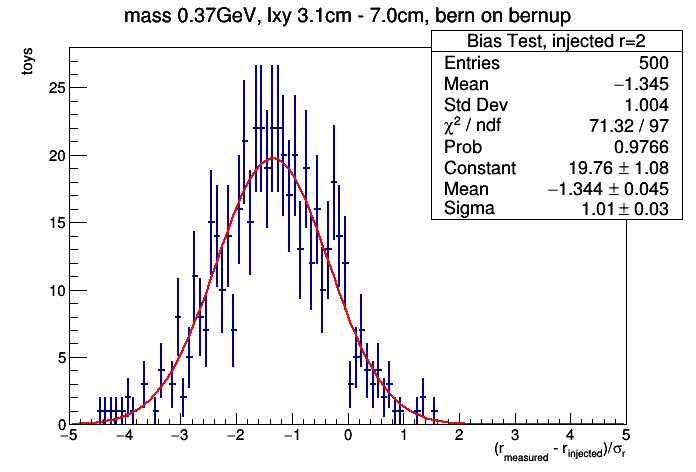 mass 0.37GeV, lxy 3.1cm - 7.0cm, bern on bernup
Bias Test, injected r=2
Entries 500
Mean −1.345
Std Dev 1.004
χ² / ndf 71.32 / 97
Prob 0.9766
Constant 19.76 ± 1.08
Mean −1.344 ± 0.045
Sigma 1.01 ± 0.03
toys
25
20
15
10
5
0
−5 −4 −3 −2 −1 0 1 2 3 4 5
(r_measured - r_injected)/σ_r